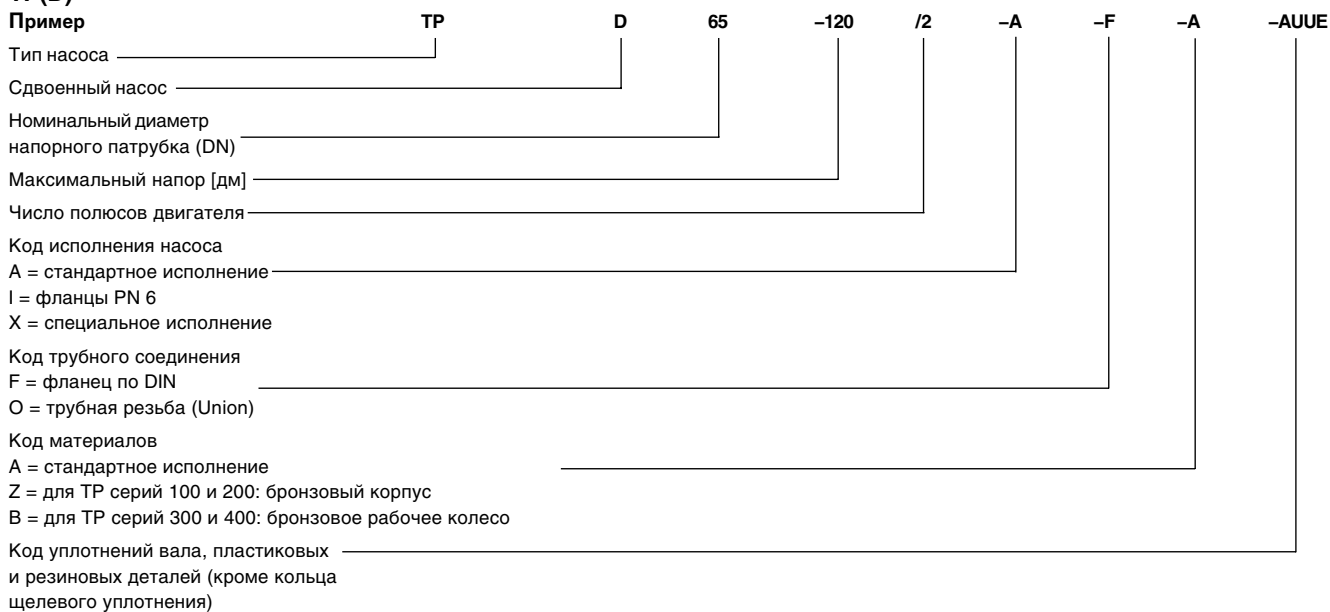 Пример TP D 65 –120 /2 –A –F –A –AUUE
Тип насоса
Сдвоенный насос
Номинальный диаметр
напорного патрубка (DN)
Максимальный напор [дм]
Число полюсов двигателя
Код исполнения насоса
A = стандартное исполнение
I = фланцы PN 6
X = специальное исполнение
Код трубного соединения
F = фланец по DIN
O = трубная резьба (Union)
Код материалов
A = стандартное исполнение
Z = для TP серий 100 и 200: бронзовый корпус
B = для TP серий 300 и 400: бронзовое рабочее колесо
Код уплотнений вала, пластиковых
и резиновых деталей (кроме кольца
щелевого уплотнения)